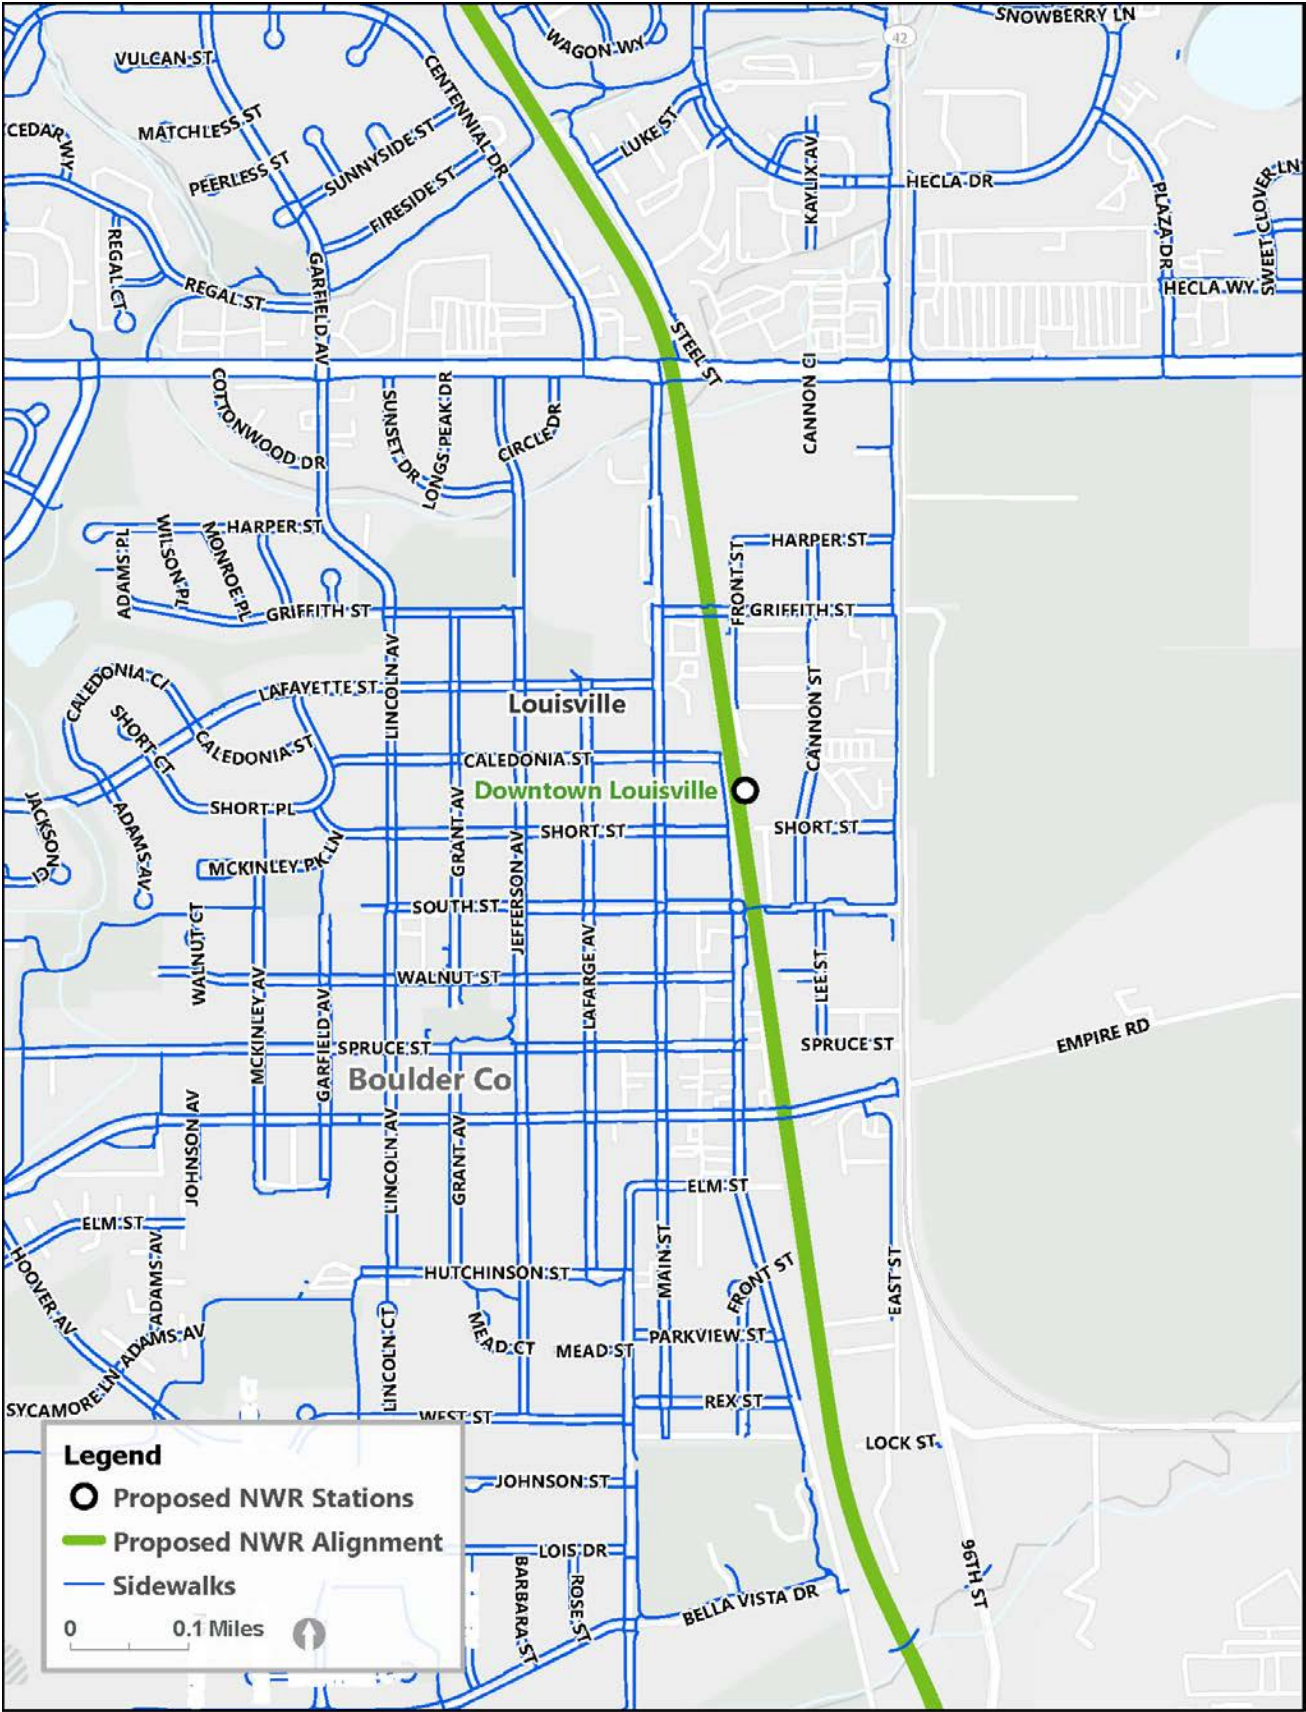 SNOWBERRY LN
42
WAGON WY
VULCAN ST
CENTENNIAL DR
MATCHLESS ST
CEDAR WY
LUKE ST
SUNNYSIDE ST
PEERLESS ST
FIRESIDE ST
KAYLIX AV
HECLA DR
PLAZA DR
SWEET CLOVER LN
REGAL CT
GARFIELD AV
REGAL ST
HECLA WY
STEEL ST
CANNON CI
COTTONWOOD DR
SUNSET DR
LONGS PEAK DR
CIRCLE DR
HARPER ST
ADAMS PL
WILSON PL
MONROE PL
HARPER ST
FRONT ST
GRIFFITH ST
GRIFFITH ST
LINCOLN AV
CALEDONIA CI
LAFAYETTE ST
CANNON ST
Louisville
SHORT CT
CALEDONIA ST
CALEDONIA ST
Downtown Louisville
JACKSON CI
ADAMS AV
SHORT PL
GRANT AV
SHORT ST
SHORT ST
MCKINLEY PK LN
JEFFERSON AV
SOUTH ST
WALNUT CT
LAFARGE AV
LEE ST
WALNUT ST
MCKINLEY AV
GARFIELD AV
SPRUCE ST
SPRUCE ST
EMPIRE RD
Boulder Co
JOHNSON AV
LINCOLN AV
GRANT AV
ELM ST
ELM ST
HOOVER AV
ADAMS AV
MAIN ST
EAST ST
HUTCHINSON ST
FRONT ST
ADAMS AV
LINCOLN CT
MEAD CT
MEAD ST
PARKVIEW ST
SYCAMORE LN
REX ST
WEST ST
LOCK ST
JOHNSON ST
LOIS DR
BARBARA ST
ROSE ST
BELLA VISTA DR
96TH ST
Legend
Proposed NWR Stations
Proposed NWR Alignment
Sidewalks
0 0.1 Miles